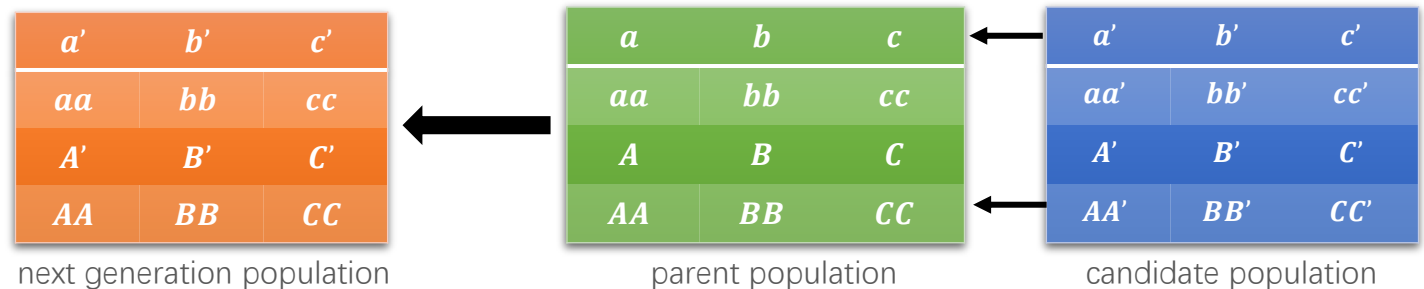 a’ b’ c’
aa bb cc
A’ B’ C’
AA BB CC
next generation population
a b c
aa bb cc
A B C
AA BB CC
parent population
a’ b’ c’
aa’ bb’ cc’
A’ B’ C’
AA’ BB’ CC’
candidate population